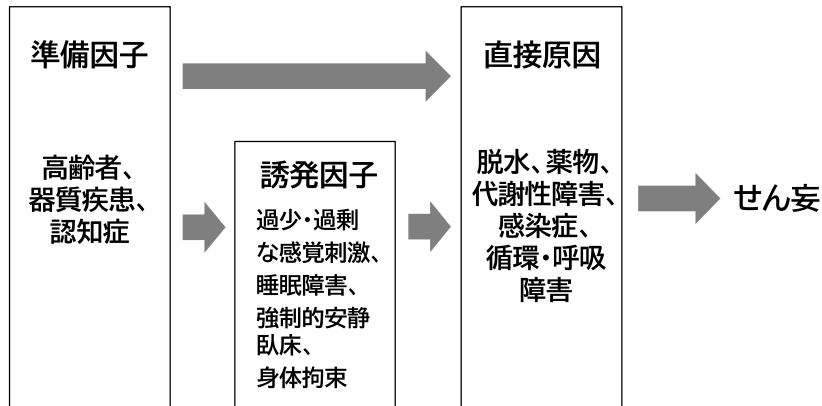 準備因子
高齢者、
器質疾患、
認知症
誘発因子
過少・過剰
な感覚刺激、
睡眠障害、
強制的安静
臥床、
身体拘束
直接原因
脱水、薬物、
代謝性障害、
感染症、
循環・呼吸
障害
せん妄